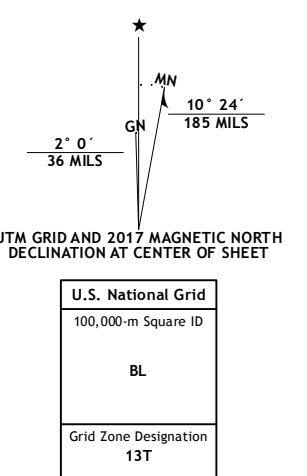 MN
GN
10° 24´
185 MILS
2° 0´
36 MILS
UTM GRID AND 2017 MAGNETIC NORTH
DECLINATION AT CENTER OF SHEET
U.S. National Grid
100,000-m Square ID
BL
Grid Zone Designation
13T